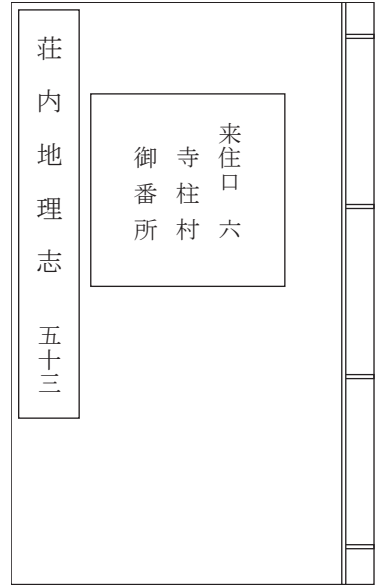 来住口　六
寺柱村
御番所
荘内地理志　五十三